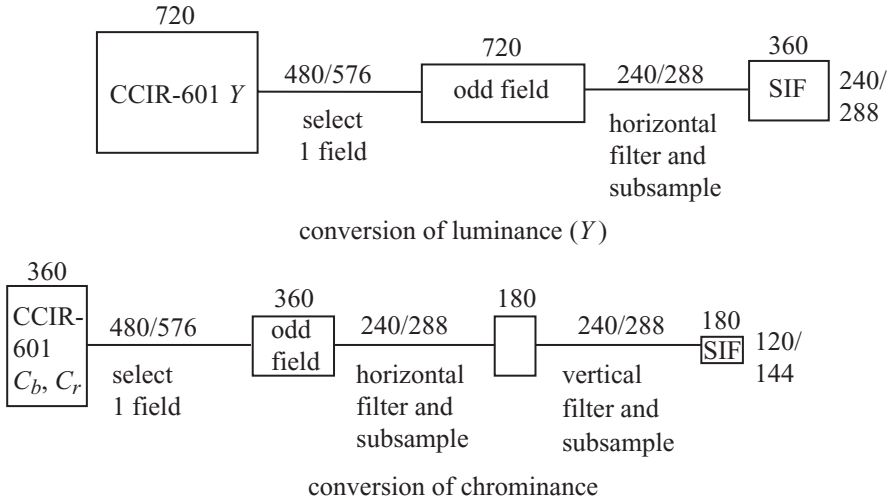 720
CCIR-601 Y
480/576
select
1 field
720
odd field
240/288
horizontal
filter and
subsample
360
SIF
240/
288
conversion of luminance (Y)
360
CCIR-
601
C_b, C_r
480/576
select
1 field
360
odd
field
240/288
horizontal
filter and
subsample
180
240/288
vertical
filter and
subsample
180
SIF
120/
144
conversion of chrominance